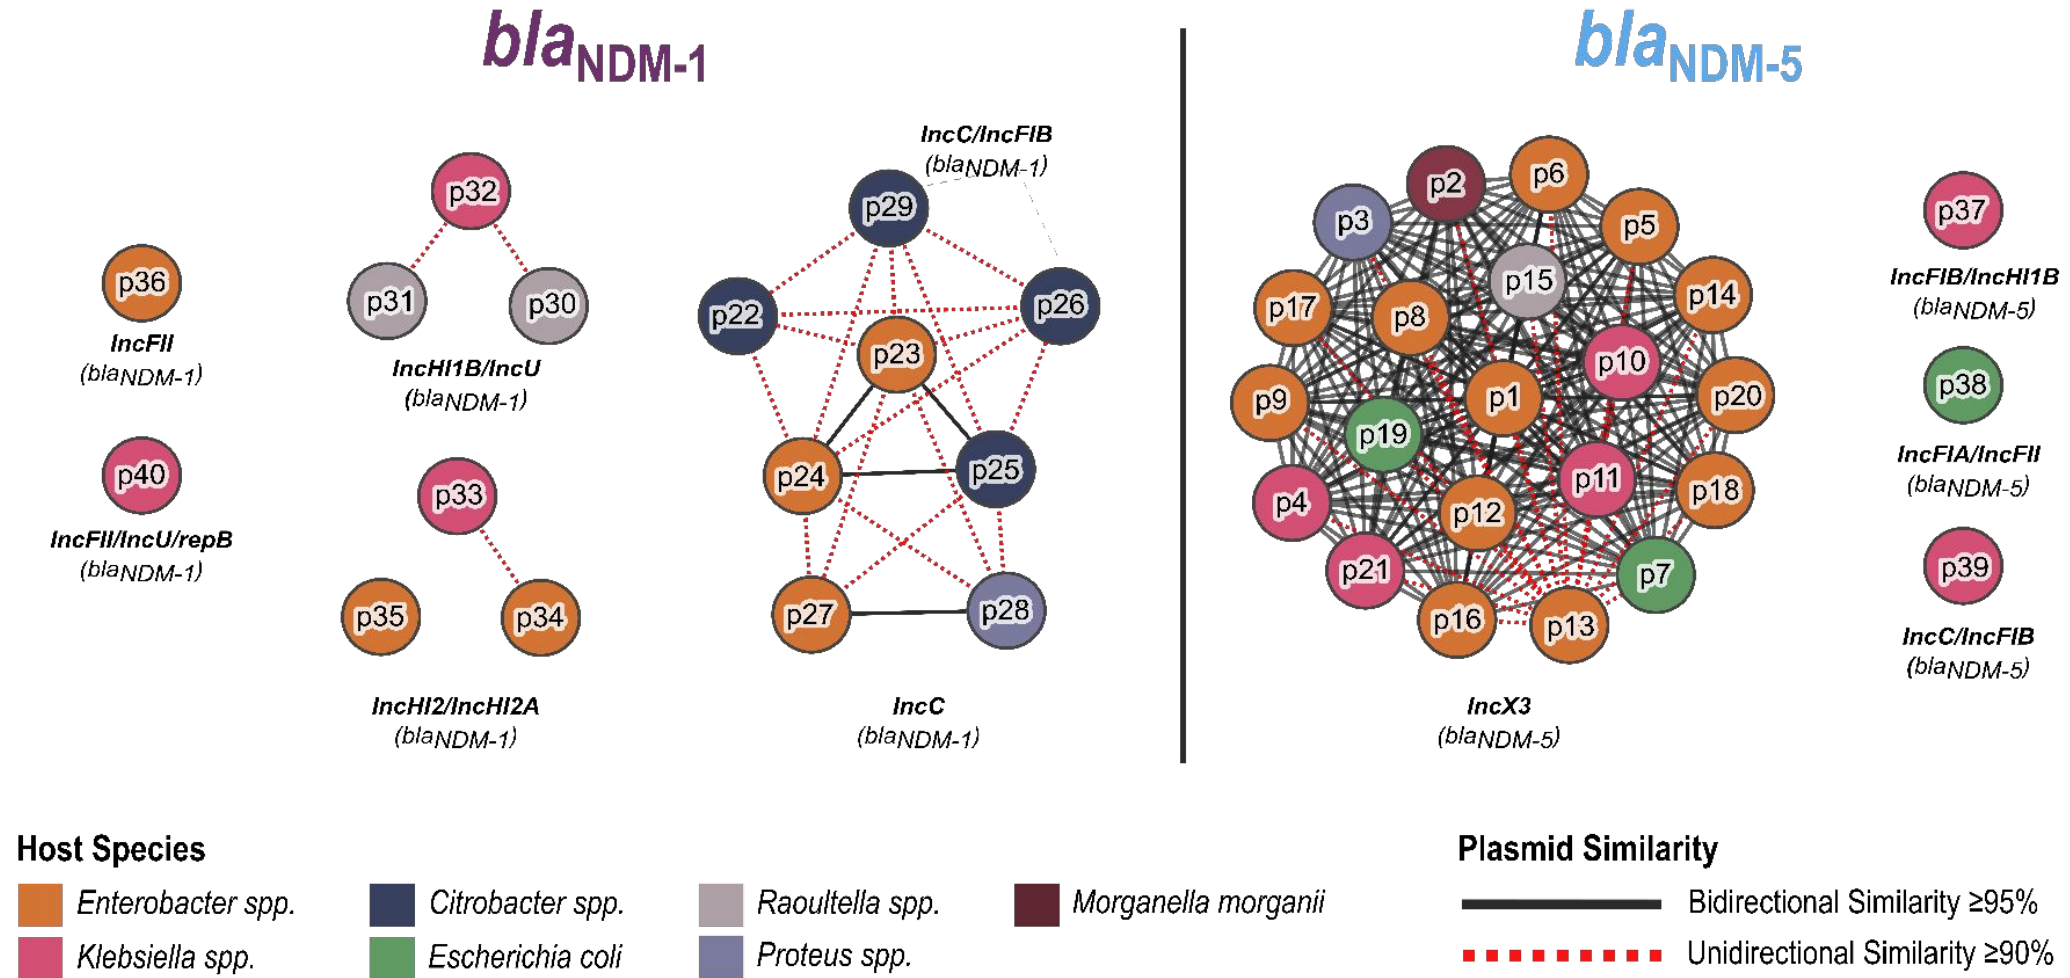 blaNDM-1
blaNDM-5
IncC/IncFIB
(blaNDM-1)
p36
IncFII
(blaNDM-1)
p40
IncFII/IncU/repB
(blaNDM-1)
p32
p31
p30
IncHI1B/IncU
(blaNDM-1)
p33
p35
p34
IncHI2/IncHI2A
(blaNDM-1)
p29
p22
p26
p23
p24
p25
p27
p28
IncC
(blaNDM-1)
p2
p6
p3
p5
p15
p14
p17
p8
p10
p1
p20
p9
p19
p11
p18
p4
p12
p21
p7
p16
p13
IncX3
(blaNDM-5)
p37
IncFIB/IncHI1B
(blaNDM-5)
p38
IncFIA/IncFII
(blaNDM-5)
p39
IncC/IncFIB
(blaNDM-5)
Host Species
Enterobacter spp.
Citrobacter spp.
Raoultella spp.
Morganella morganii
Klebsiella spp.
Escherichia coli
Proteus spp.
Plasmid Similarity
Bidirectional Similarity ≥95%
Unidirectional Similarity ≥90%